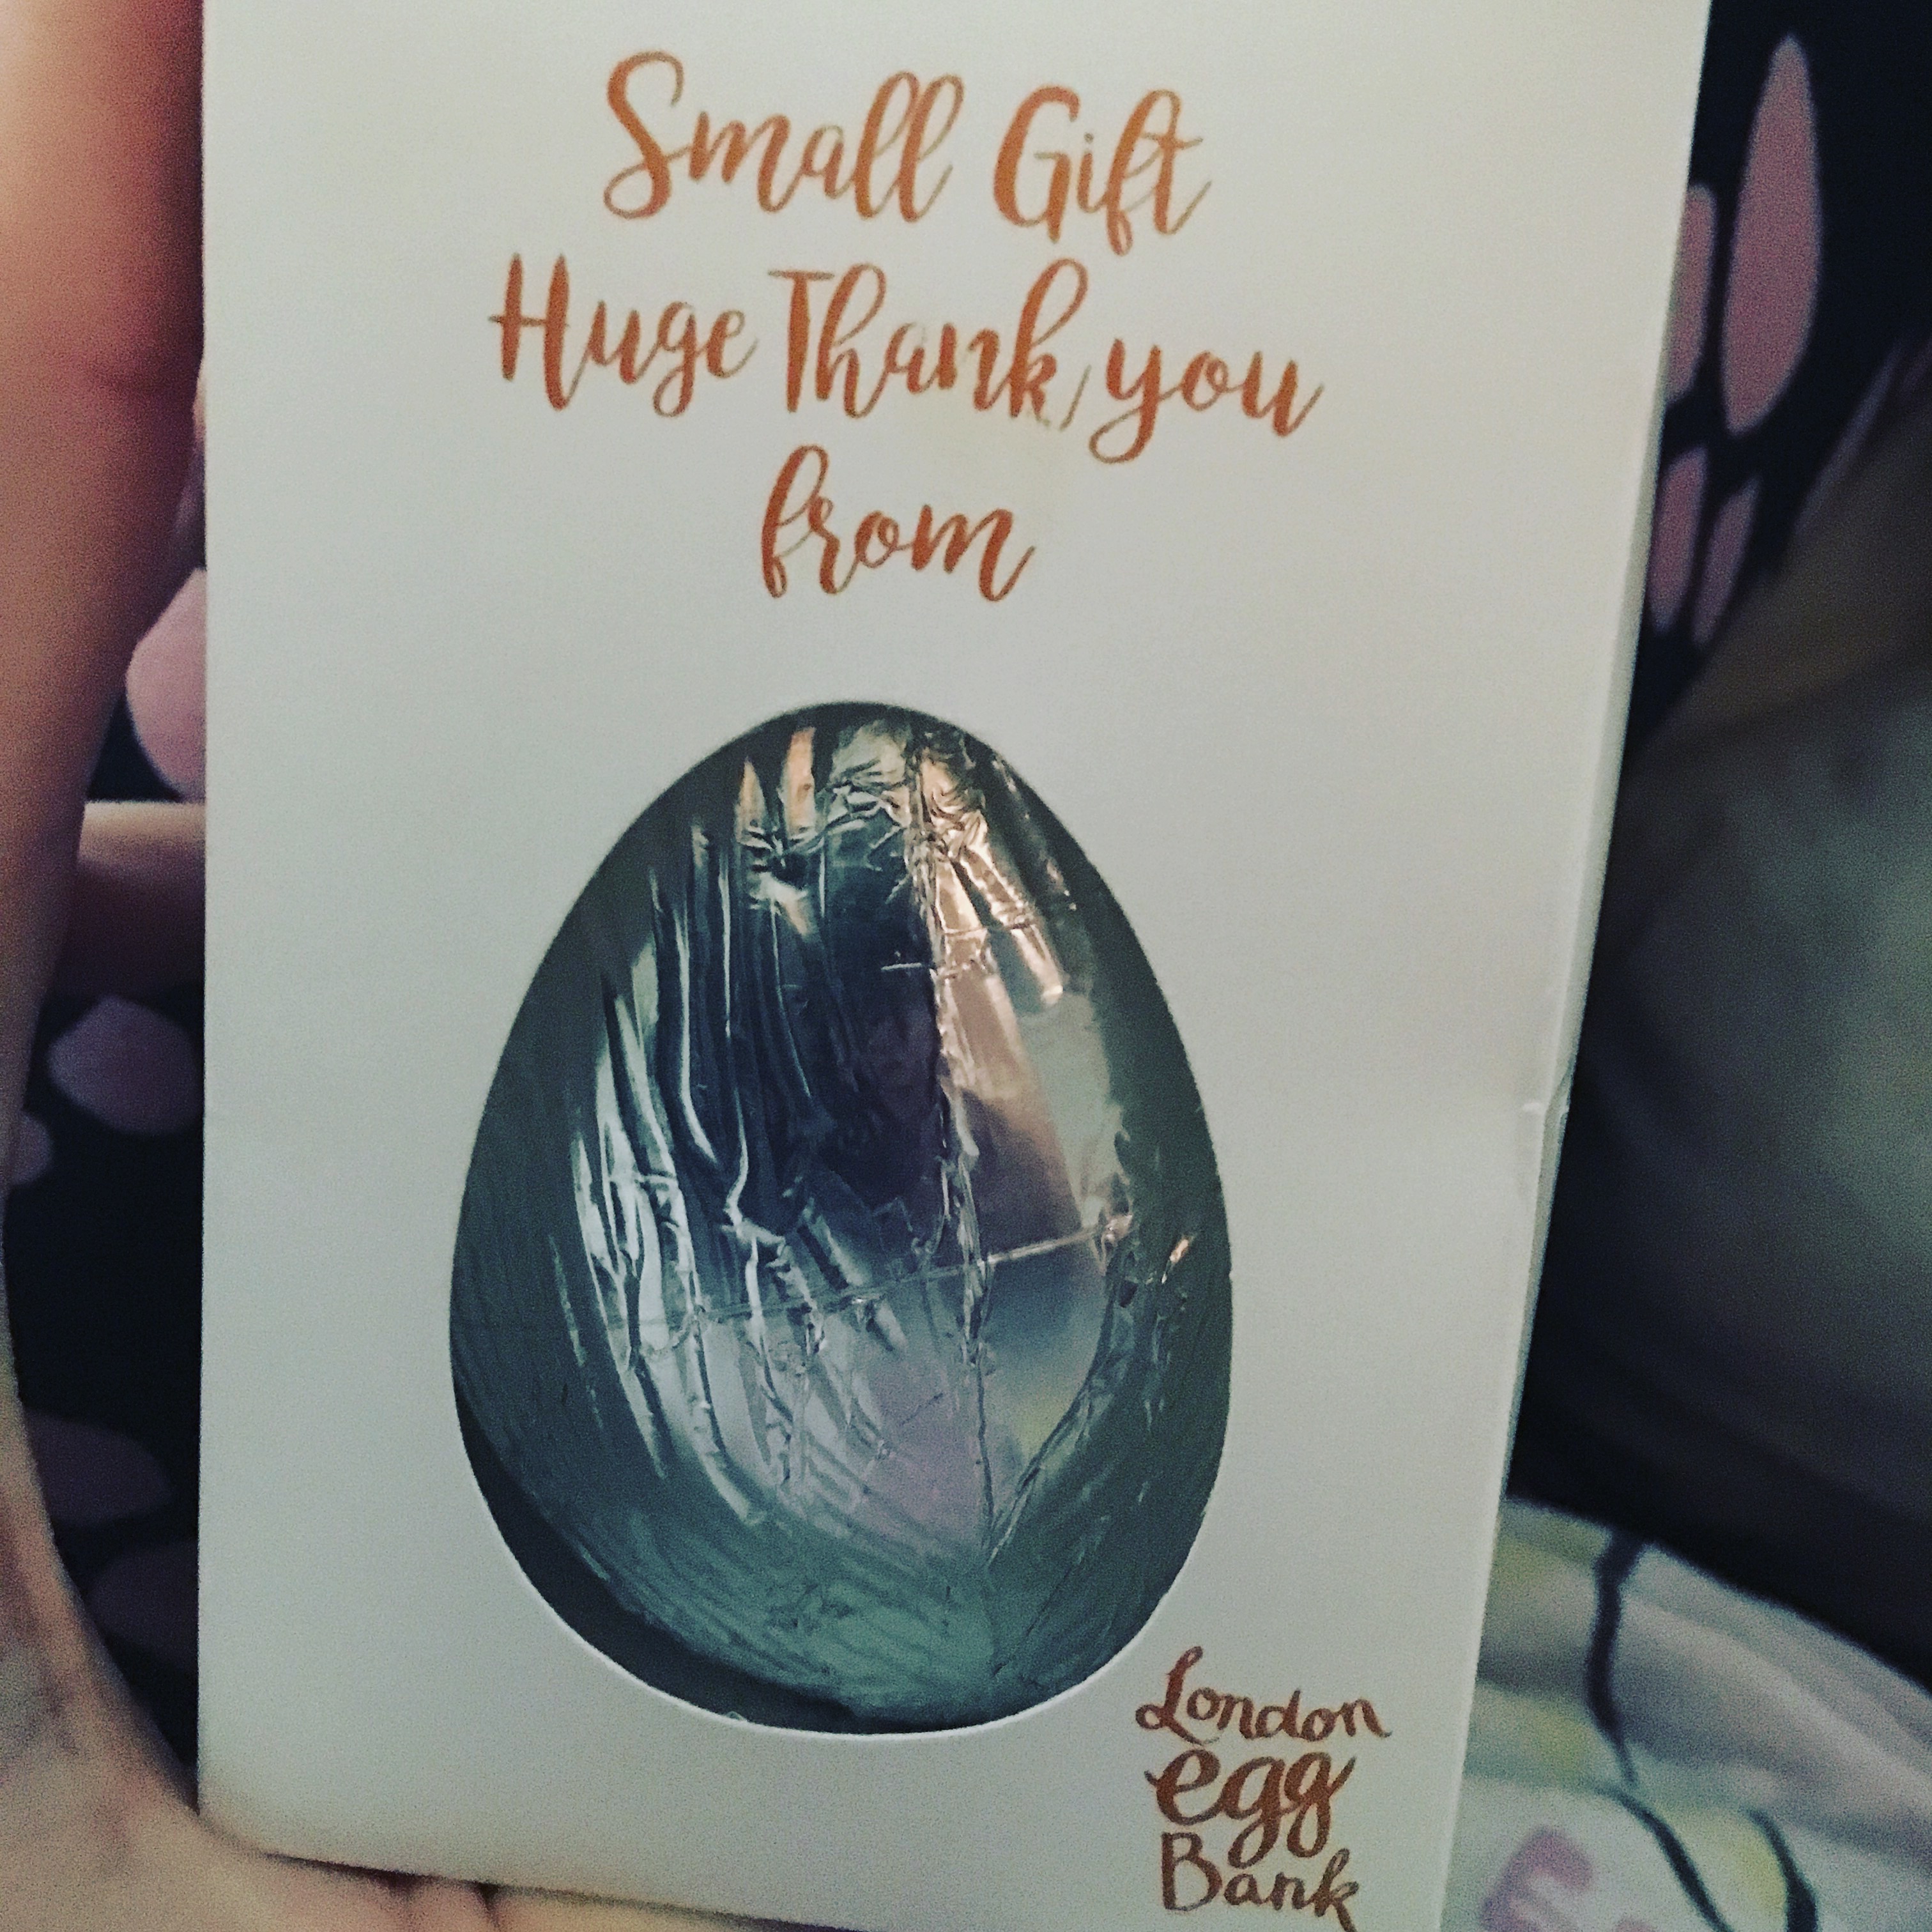 Small Gift
Huge Thank you
from
London
egg
Bank